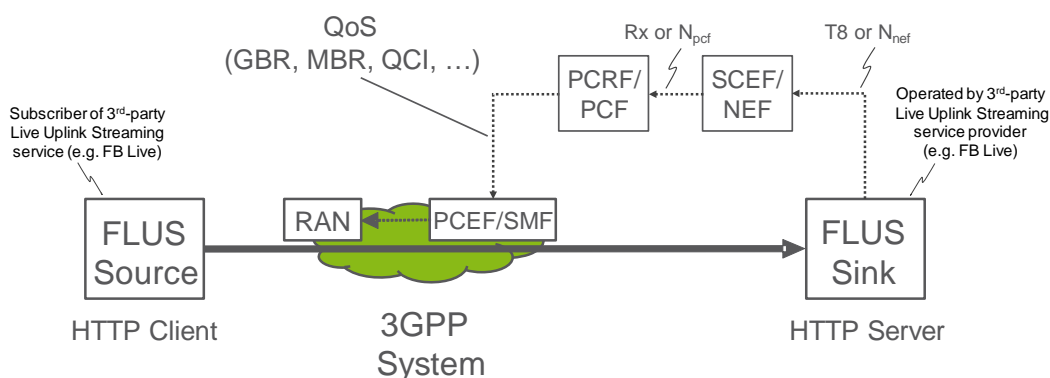 QoS
(GBR, MBR, QCI, …)
Rx or Npcf
T8 or Nnef
PCRF/
PCF
SCEF/
NEF
Subscriber of 3rd-party
Live Uplink Streaming
service (e.g. FB Live)
Operated by 3rd-party
Live Uplink Streaming
service provider
(e.g. FB Live)
RAN
PCEF/SMF
FLUS
Source
FLUS
Sink
HTTP Client
3GPP
System
HTTP Server